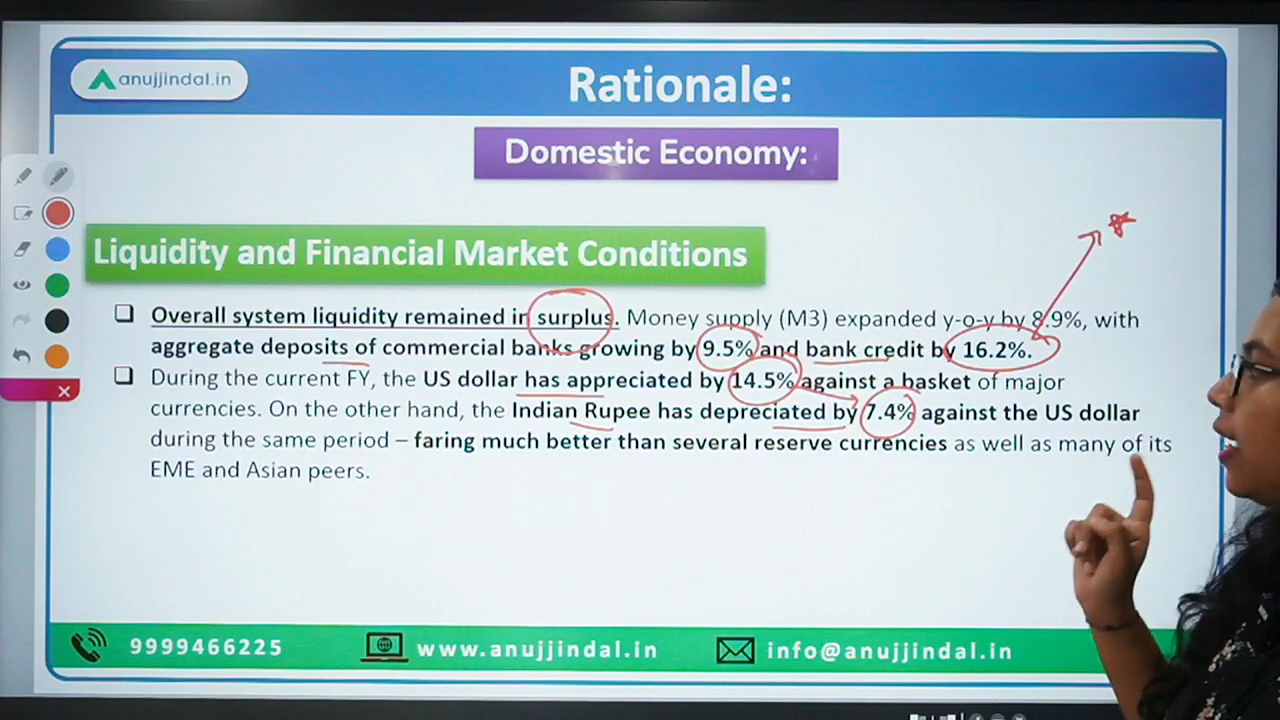 anujjindal.in
Rationale:
Domestic Economy:
Liquidity and Financial Market Conditions
Overall system liquidity remained in surplus. Money supply (M3) expanded y-o-y by 8.9%, with
aggregate deposits of commercial banks growing by 9.5% and bank credit by 16.2%.
During the current FY, the US dollar has appreciated by 14.5% against a basket of major
currencies. On the other hand, the Indian Rupee has depreciated by 7.4% against the US dollar
during the same period – faring much better than several reserve currencies as well as many of its
EME and Asian peers.
9999466225
www.anujjindal.in
info@anujjindal.in